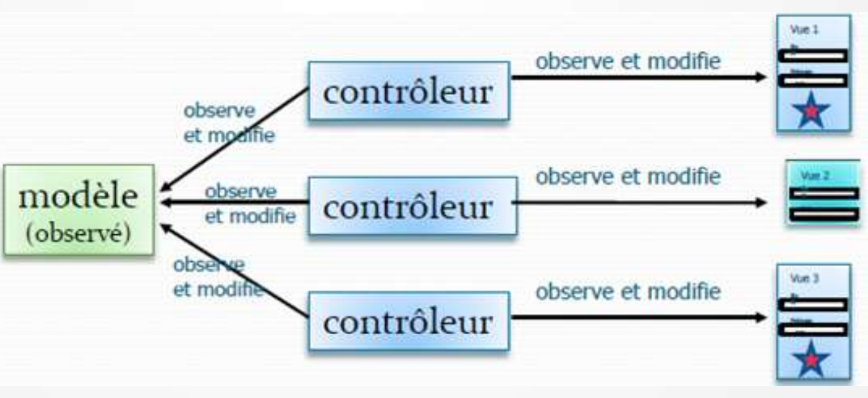 Vue 1
observe et modifie
contrôleur
observe
et modifie
modèle
(observé)
observe
et modifie
contrôleur
observe et modifie
Vue 2
observe
et modifie
contrôleur
observe et modifie
Vue 3